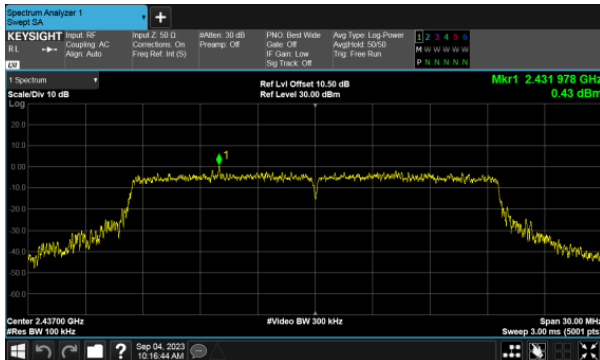 Spectrum Analyzer 1
Swept SA
+
KEYSIGHT
RL
LXI
Input: RF
Coupling: AC
Align: Auto
Input Z: 50 Ω
Corrections: On
Freq Ref: Int (S)
#Atten: 30 dB
Preamp: Off
PNO: Best Wide
Gate: Off
IF Gain: Low
Sig Track: Off
Avg Type: Log-Power
Avg|Hold: 50/50
Trig: Free Run
1 2 3 4 5 6
M W W W W W
P N N N N N
1 Spectrum
Scale/Div 10 dB
Ref Lvl Offset 10.50 dB
Ref Level 30.00 dBm
Mkr1 2.431 978 GHz
0.43 dBm
Log
20.0
10.0
0.00
-10.0
-20.0
-30.0
-40.0
-50.0
-60.0
1
Center 2.43700 GHz
#Res BW 100 kHz
#Video BW 300 kHz
Span 30.00 MHz
Sweep 3.00 ms (5001 pts)
?
Sep 04, 2023
10:16:44 AM